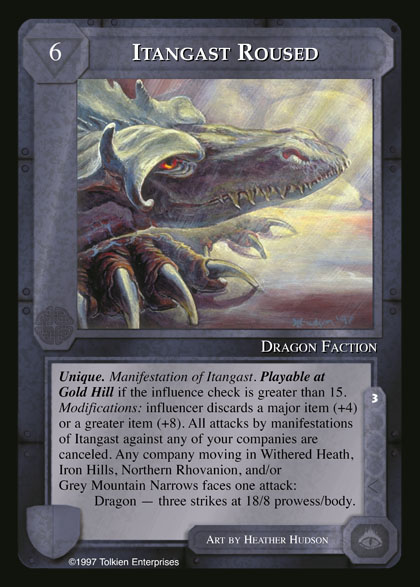 6
ITANGAST ROUSED
DRAGON FACTION
Unique. Manifestation of Itangast. Playable at
Gold Hill if the influence check is greater than 15.
Modifications: influencer discards a major item (+4)
or a greater item (+8). All attacks by manifestations
of Itangast against any of your companies are
canceled. Any company moving in Withered Heath,
Iron Hills, Northern Rhovanion, and/or
Grey Mountain Narrows faces one attack:
Dragon — three strikes at 18/8 prowess/body.
3
ART BY HEATHER HUDSON
©1997 Tolkien Enterprises